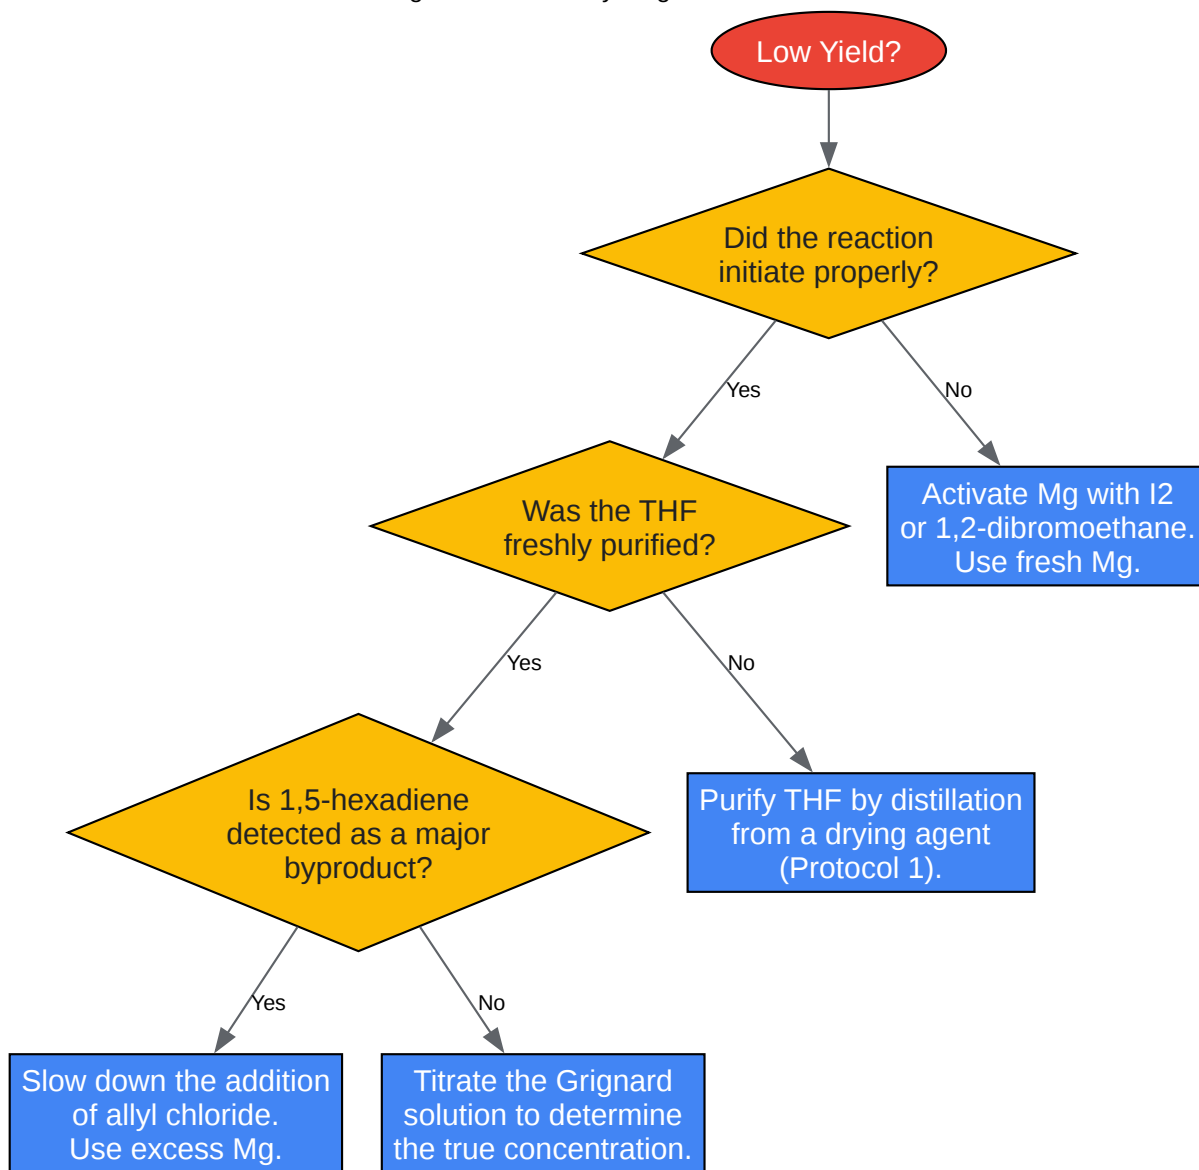 Low Yield?
Did the reaction
initiate properly?
Yes
No
Was the THF
freshly purified?
Activate Mg with I2
or 1,2-dibromoethane.
Use fresh Mg.
Yes
No
Is 1,5-hexadiene
detected as a major
byproduct?
Purify THF by distillation
from a drying agent
(Protocol 1).
Yes
No
Slow down the addition
of allyl chloride.
Use excess Mg.
Titrate the Grignard
solution to determine
the true concentration.